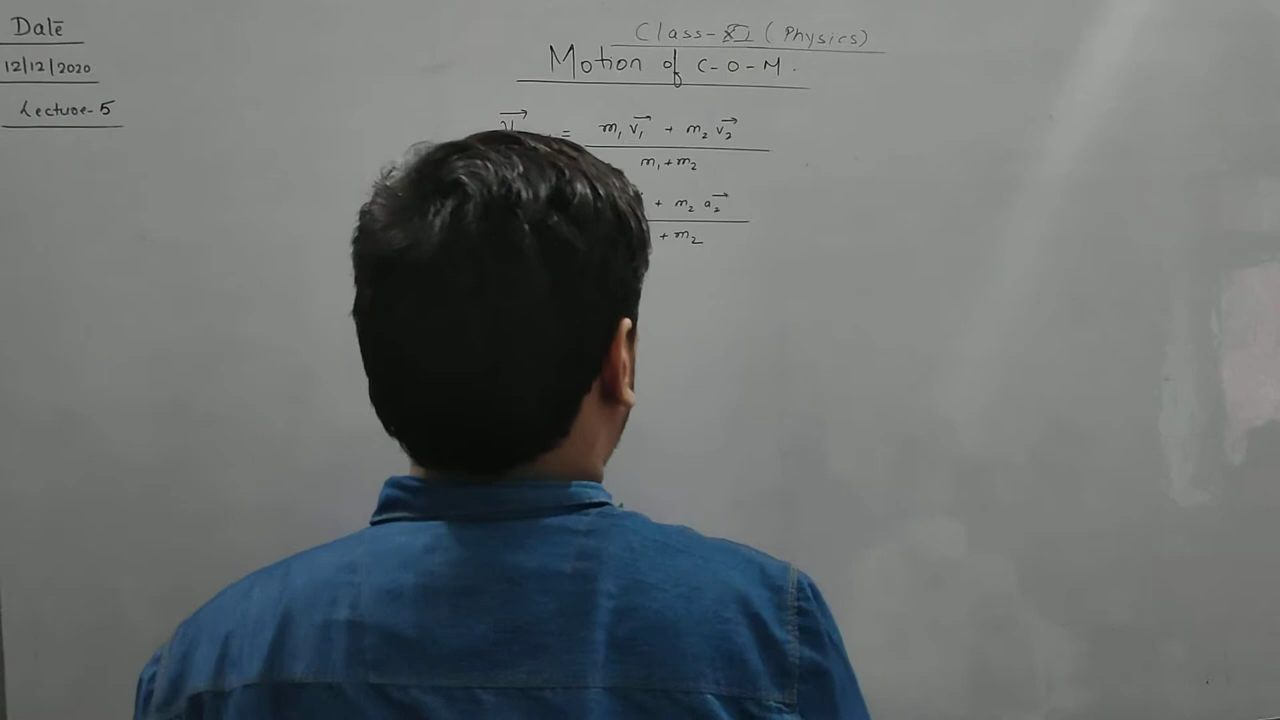 Date
12/12/2020
Lecture-5
Class-XI (Physics)
Motion of C-O-M.
= m₁ v₁⃗ + m₂ v₂⃗
m₁+m₂
+ m₂ a₂⃗
+ m₂